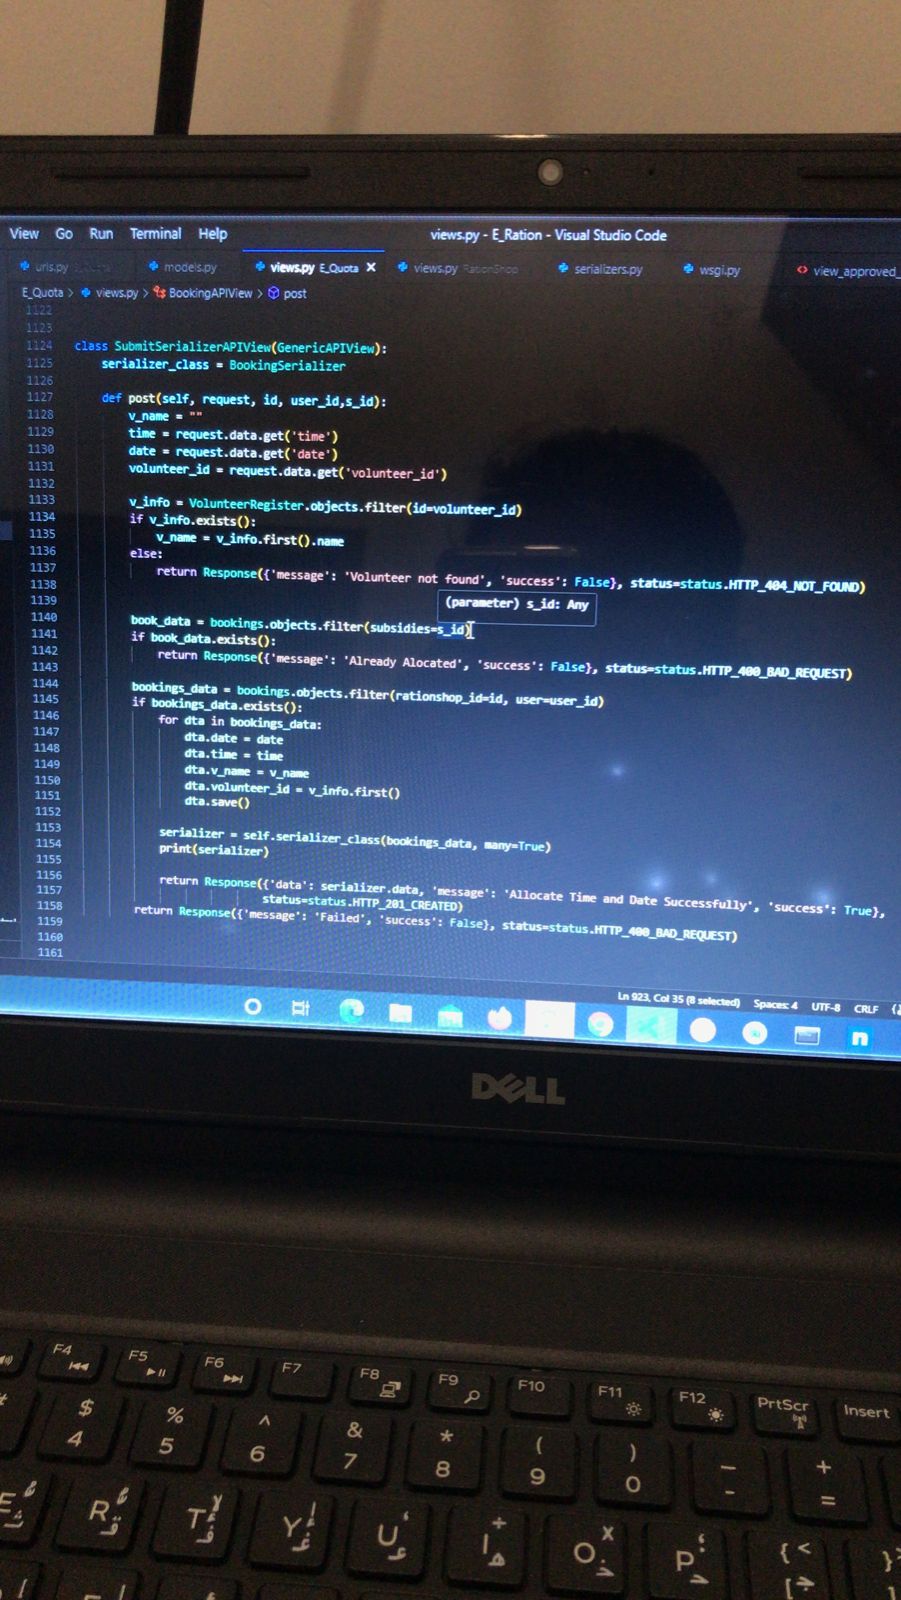 View Go Run Terminal Help
views.py - E_Ration - Visual Studio Code
urls.py
models.py
views.py E_Quota X
views.py RationShop
serializers.py
wsgi.py
<> view_approved_
E_Quota > views.py > BookingAPIView > post
1122
1123
1124 class SubmitSerializerAPIView(GenericAPIView):
1125 serializer_class = BookingSerializer
1126
1127 def post(self, request, id, user_id,s_id):
1128 v_name = ""
1129 time = request.data.get('time')
1130 date = request.data.get('date')
1131 volunteer_id = request.data.get('volunteer_id')
1132
1133 v_info = VolunteerRegister.objects.filter(id=volunteer_id)
1134 if v_info.exists():
1135 v_name = v_info.first().name
1136 else:
1137 return Response({'message': 'Volunteer not found', 'success': False}, status=status.HTTP_404_NOT_FOUND)
1138
1139 (parameter) s_id: Any
1140 book_data = bookings.objects.filter(subsidies=s_id)
1141 if book_data.exists():
1142 return Response({'message': 'Already Alocated', 'success': False}, status=status.HTTP_400_BAD_REQUEST)
1143
1144 bookings_data = bookings.objects.filter(rationshop_id=id, user=user_id)
1145 if bookings_data.exists():
1146 for dta in bookings_data:
1147 dta.date = date
1148 dta.time = time
1149 dta.v_name = v_name
1150 dta.volunteer_id = v_info.first()
1151 dta.save()
1152
1153 serializer = self.serializer_class(bookings_data, many=True)
1154 print(serializer)
1155
1156 return Response({'data': serializer.data, 'message': 'Allocate Time and Date Successfully', 'success': True},
1157 status=status.HTTP_201_CREATED)
1158 return Response({'message': 'Failed', 'success': False}, status=status.HTTP_400_BAD_REQUEST)
1159
1160
1161
Ln 923, Col 35 (8 selected) Spaces: 4 UTF-8 CRLF
n
DELL
F4 F5 F6 F7 F8 F9 F10 F11 F12 PrtScr Insert
$ % ^ & * ( ) _ +
4 5 6 7 8 9 0 - =
E R T Y U I O P { <